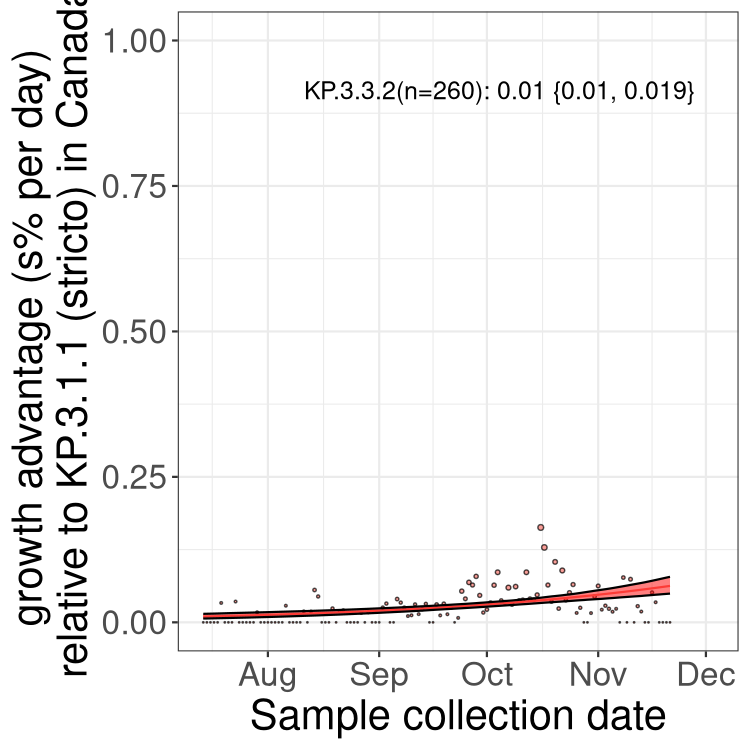 growth advantage (s% per day)
relative to KP.3.1.1 (stricto) in Canada
1.00
KP.3.3.2(n=260): 0.01 {0.01, 0.019}
0.75
0.50
0.25
0.00
Aug Sep Oct Nov Dec
Sample collection date